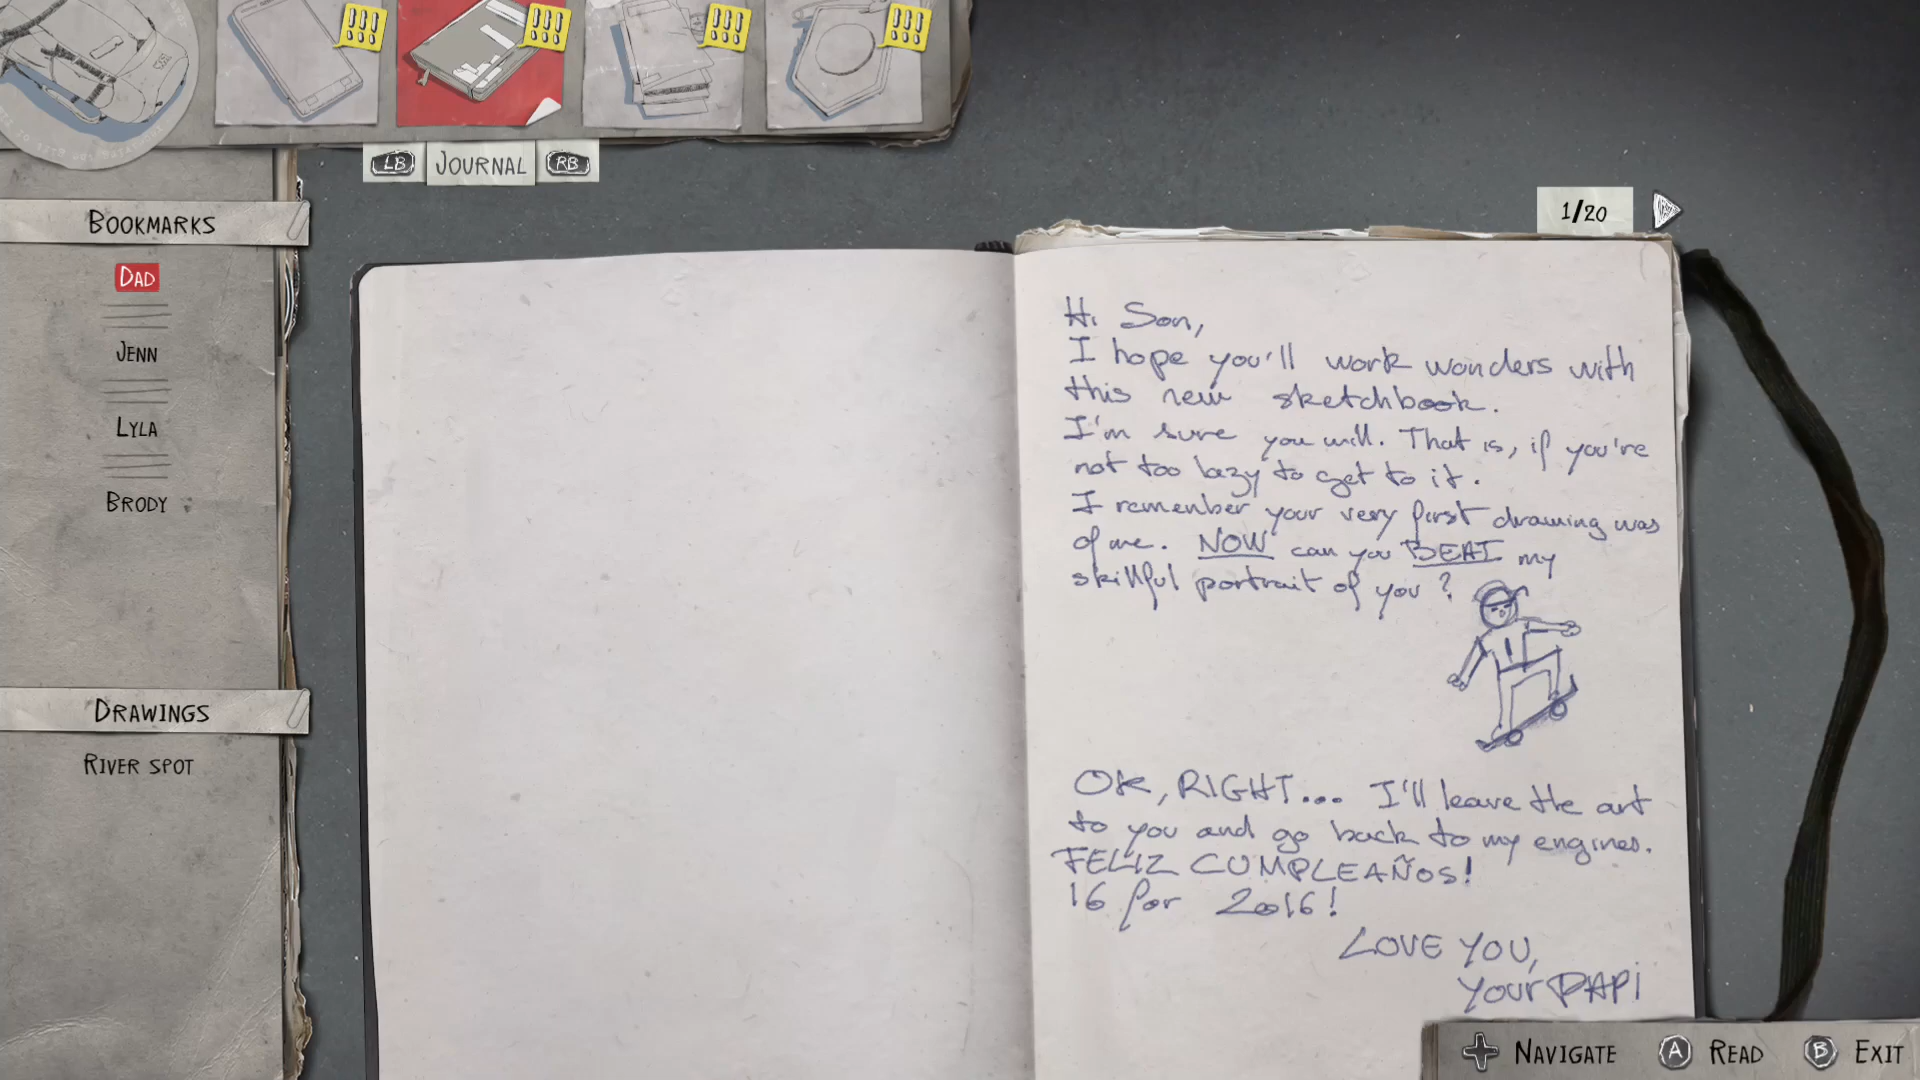 LB JOURNAL RB
BOOKMARKS
DAD
JENN
LYLA
BRODY
DRAWINGS
RIVER SPOT
1/20
Hi Son,
I hope you'll work wonders with
this new sketchbook.
I'm sure you will. That is, if you're
not too lazy to get to it.
I remember your very first drawing was
of me. NOW can you BEAT my
skillful portrait of you?
OK, RIGHT... I'll leave the art
to you and go back to my engines.
FELIZ CUMPLEAÑOS!
16 for 2016!
LOVE YOU,
your PAPI
NAVIGATE A READ B EXIT